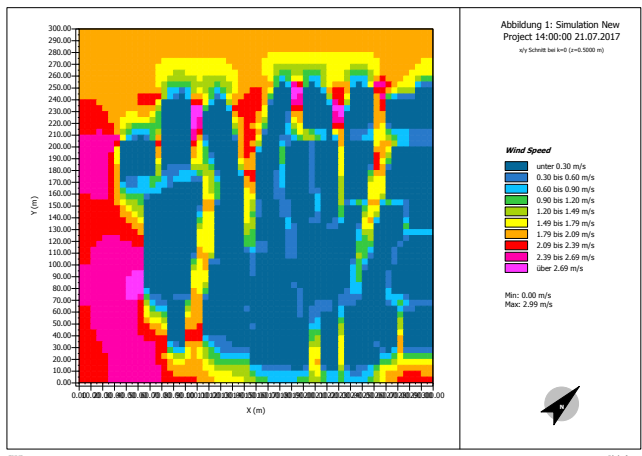 Abbildung 1: Simulation New
Project 14:00:00 21.07.2017
x/y Schnitt bei k=0 (z=0.5000 m)
300.00
290.00
280.00
270.00
260.00
250.00
240.00
230.00
220.00
210.00
200.00
190.00
180.00
170.00
160.00
150.00
140.00
130.00
120.00
110.00
100.00
90.00
80.00
70.00
60.00
50.00
40.00
30.00
20.00
10.00
0.00
Y (m)
X (m)
Wind Speed
unter 0.30 m/s
0.30 bis 0.60 m/s
0.60 bis 0.90 m/s
0.90 bis 1.20 m/s
1.20 bis 1.49 m/s
1.49 bis 1.79 m/s
1.79 bis 2.09 m/s
2.09 bis 2.39 m/s
2.39 bis 2.69 m/s
über 2.69 m/s
Min: 0.00 m/s
Max: 2.99 m/s
N